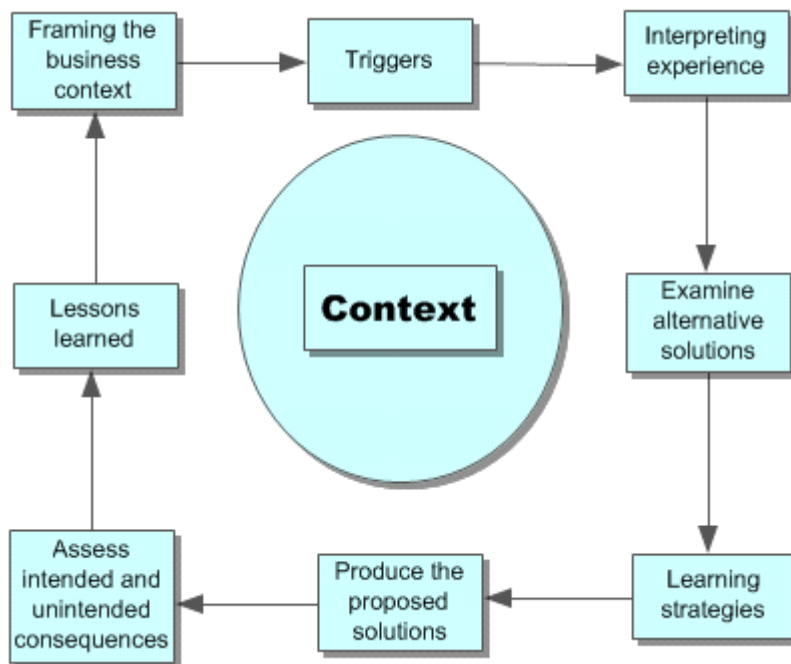 Framing the
business
context
Triggers
Interpreting
experience
Context
Lessons
learned
Examine
alternative
solutions
Assess
intended and
unintended
consequences
Produce the
proposed
solutions
Learning
strategies